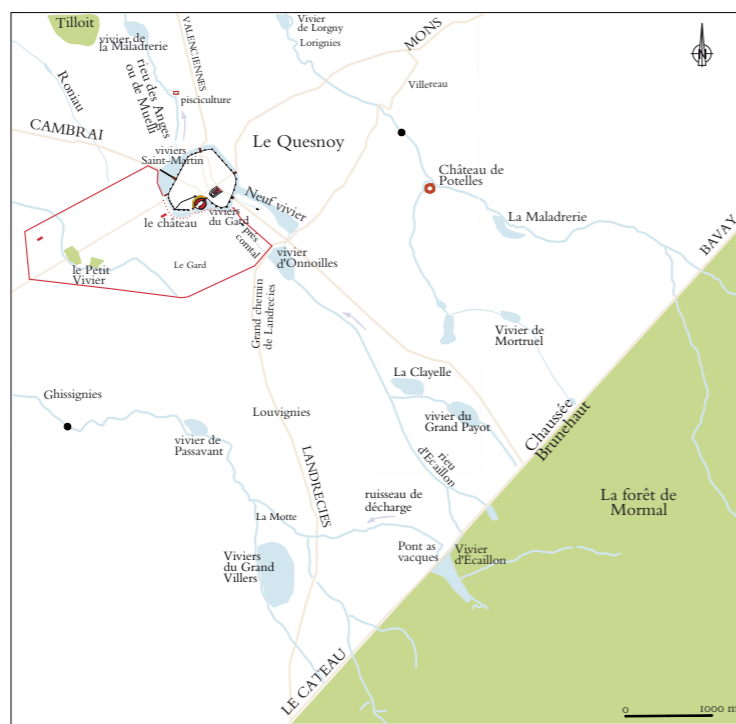 Tilloit
vivier de
la Maladrerie
VALENCIENNES
Vivier
de Lorgny
Lorignies
MONS
N
Roniau
rieu des Anges
ou de Muelli
pisciculture
Villereau
CAMBRAI
viviers
Saint-Martin
Le Quesnoy
Château de
Potelles
Neuf vivier
le château
viviers
du Gard
près
comtal
La Maladrerie
BAVAY
le Petit
Vivier
Le Gard
vivier
d'Onnoilles
Grand chemin
de Landrecies
Vivier de
Mortruel
La Clayelle
Ghissignies
Louvignies
vivier du
Grand Payot
Chaussée
Brunehaut
vivier de
Passavant
LANDRECIES
rieu
d'Ecaillon
ruisseau de
décharge
La forêt de
Mormal
La Motte
Viviers
du Grand
Villers
Pont as
vacques
Vivier
d'Ecaillon
LE CATEAU
0 1000 m